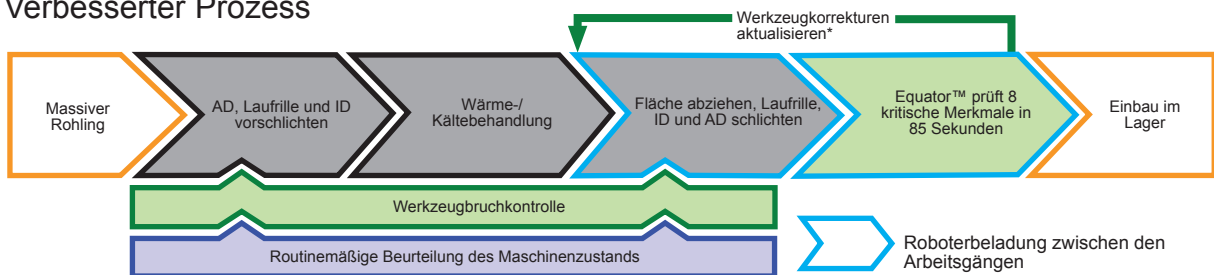 Verbesserter Prozess
Werkzeugkorrekturen
aktualisieren*
Massiver
Rohling
AD, Laufrille und ID
vorschlichten
Wärme-/
Kältebehandlung
Fläche abziehen, Laufrille,
ID und AD schlichten
Equator™ prüft 8
kritische Merkmale in
85 Sekunden
Einbau im
Lager
Werkzeugbruchkontrolle
Routinemäßige Beurteilung des Maschinenzustands
Roboterbeladung zwischen den
Arbeitsgängen